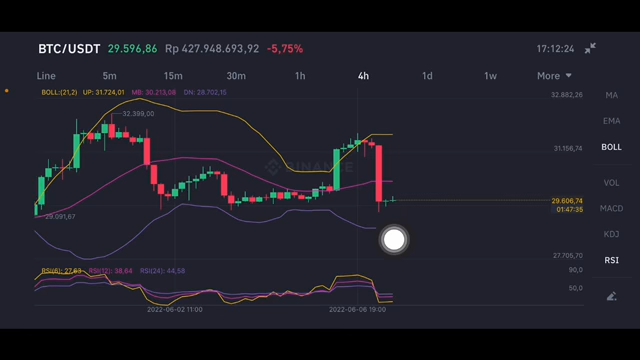 BTC/USDT 29.596,86 Rp 427.948.693,92 -5,75% 17:12:24
Line 5m 15m 30m 1h 4h 1d 1w More
BOLL:(21,2) UP: 31.724,01 MB: 30.213,08 DN: 28.702,15
32.882,26
MA
32.399,00
EMA
31.156,74
BOLL
BINANCE
VOL
29.606,74
01:47:35
MACD
29.091,67
KDJ
27.705,70
RSI
RSI(6): 27,63 RSI(12): 38,64 RSI(24): 44,58
90,0
50,0
2022-06-02 11:00 2022-06-06 19:00